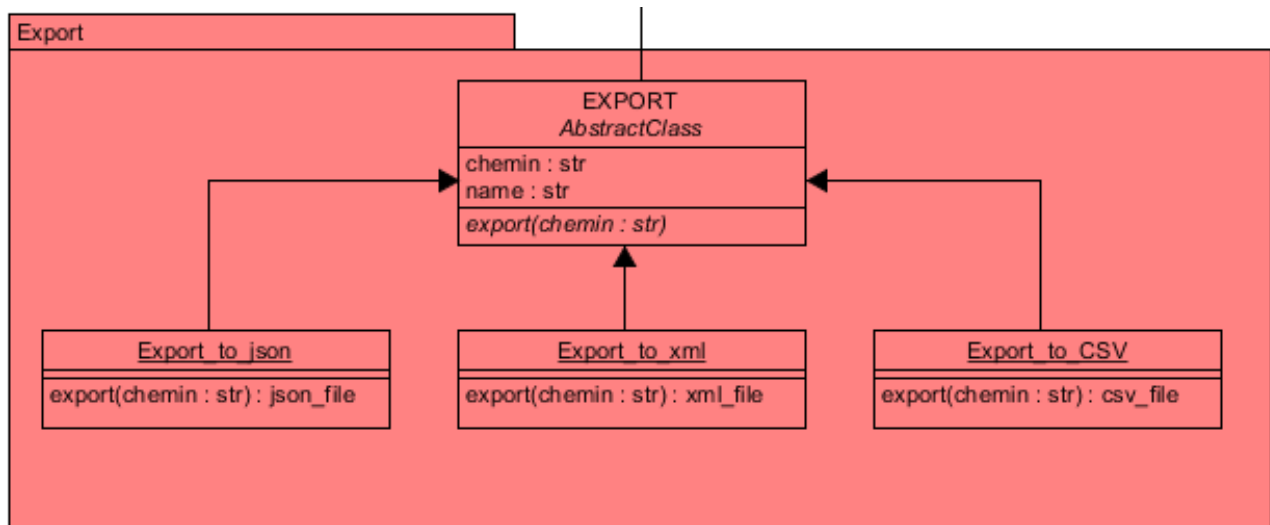 Export
EXPORT
AbstractClass
chemin : str
name : str
export(chemin : str)
Export_to_json
export(chemin : str) : json_file
Export_to_xml
export(chemin : str) : xml_file
Export_to_CSV
export(chemin : str) : csv_file